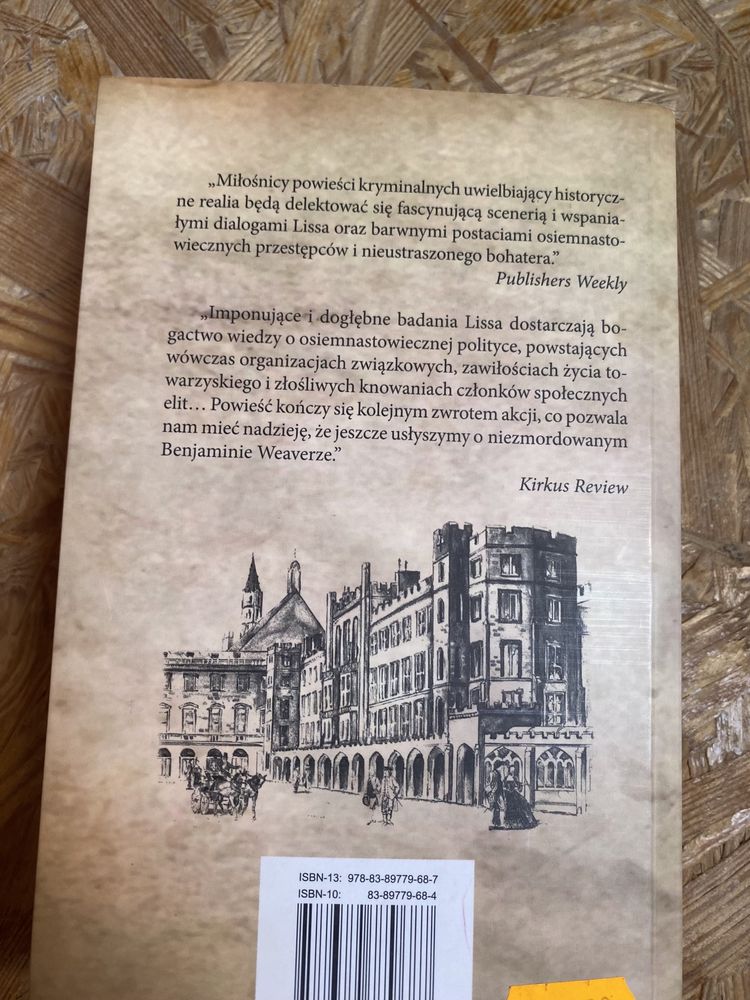 „Miłośnicy powieści kryminalnych uwielbiający historycz-
ne realia będą delektować się fascynującą scenerią i wspania-
łymi dialogami Lissa oraz barwnymi postaciami osiemnasto-
wiecznych przestępców i nieustraszonego bohatera.”
Publishers Weekly
„Imponujące i dogłębne badania Lissa dostarczają bo-
gactwo wiedzy o osiemnastowiecznej polityce, powstających
wówczas organizacjach związkowych, zawiłościach życia to-
warzyskiego i złośliwych knowaniach członków społecznych
elit… Powieść kończy się kolejnym zwrotem akcji, co pozwala
nam mieć nadzieję, że jeszcze usłyszymy o niezmordowanym
Benjaminie Weaverze.”
Kirkus Review
ISBN-13: 978-83-89779-68-7
ISBN-10: 83-89779-68-4